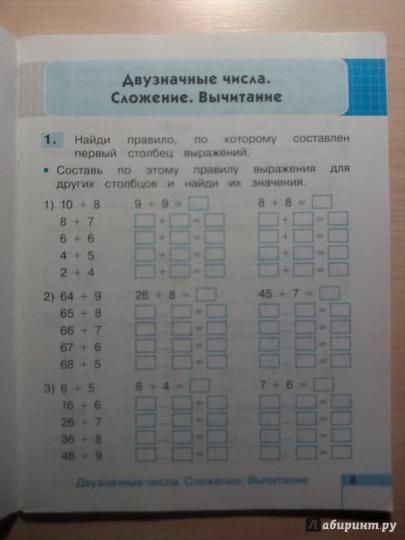 Двузначные числа.
Сложение. Вычитание
1. Найди правило, по которому составлен
первый столбец выражений.
• Составь по этому правилу выражения для
других столбцов и найди их значения.
1) 10 + 8 9 + 9 = 8 + 8 =
8 + 7 + = + =
6 + 6 + = + =
4 + 5 + = + =
2 + 4 + = + =
2) 64 + 9 26 + 8 = 45 + 7 =
65 + 8 ... = ... =
66 + 7 ... = ... =
67 + 6 ... = ... =
68 + 5 ... = ... =
3) 6 + 5 8 + 4 = 7 + 6 =
16 + 6 ... = ... =
26 + 7 ... = ... =
36 + 8 ... = ... =
46 + 9 ... = ... =
Двузначные числа. Сложение. Вычитание 3
Лабиринт.ру